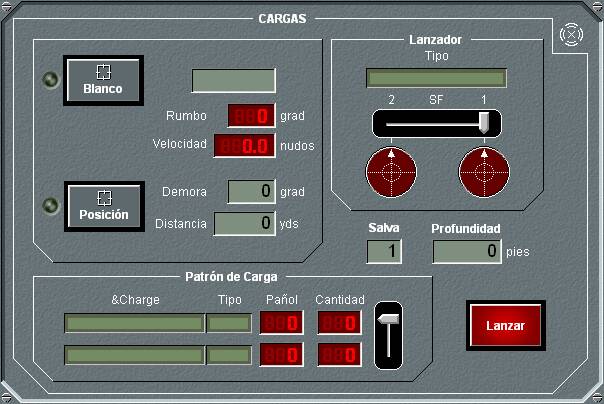 CARGAS
Lanzador
Tipo
2 SF 1
Blanco
Rumbo 0 grad
Velocidad 0.0 nudos
Posición
Demora 0 grad
Distancia 0 yds
Salva
1
Profundidad
0 pies
Patrón de Carga
&Charge Tipo Pañol Cantidad
0 0
0 0
Lanzar